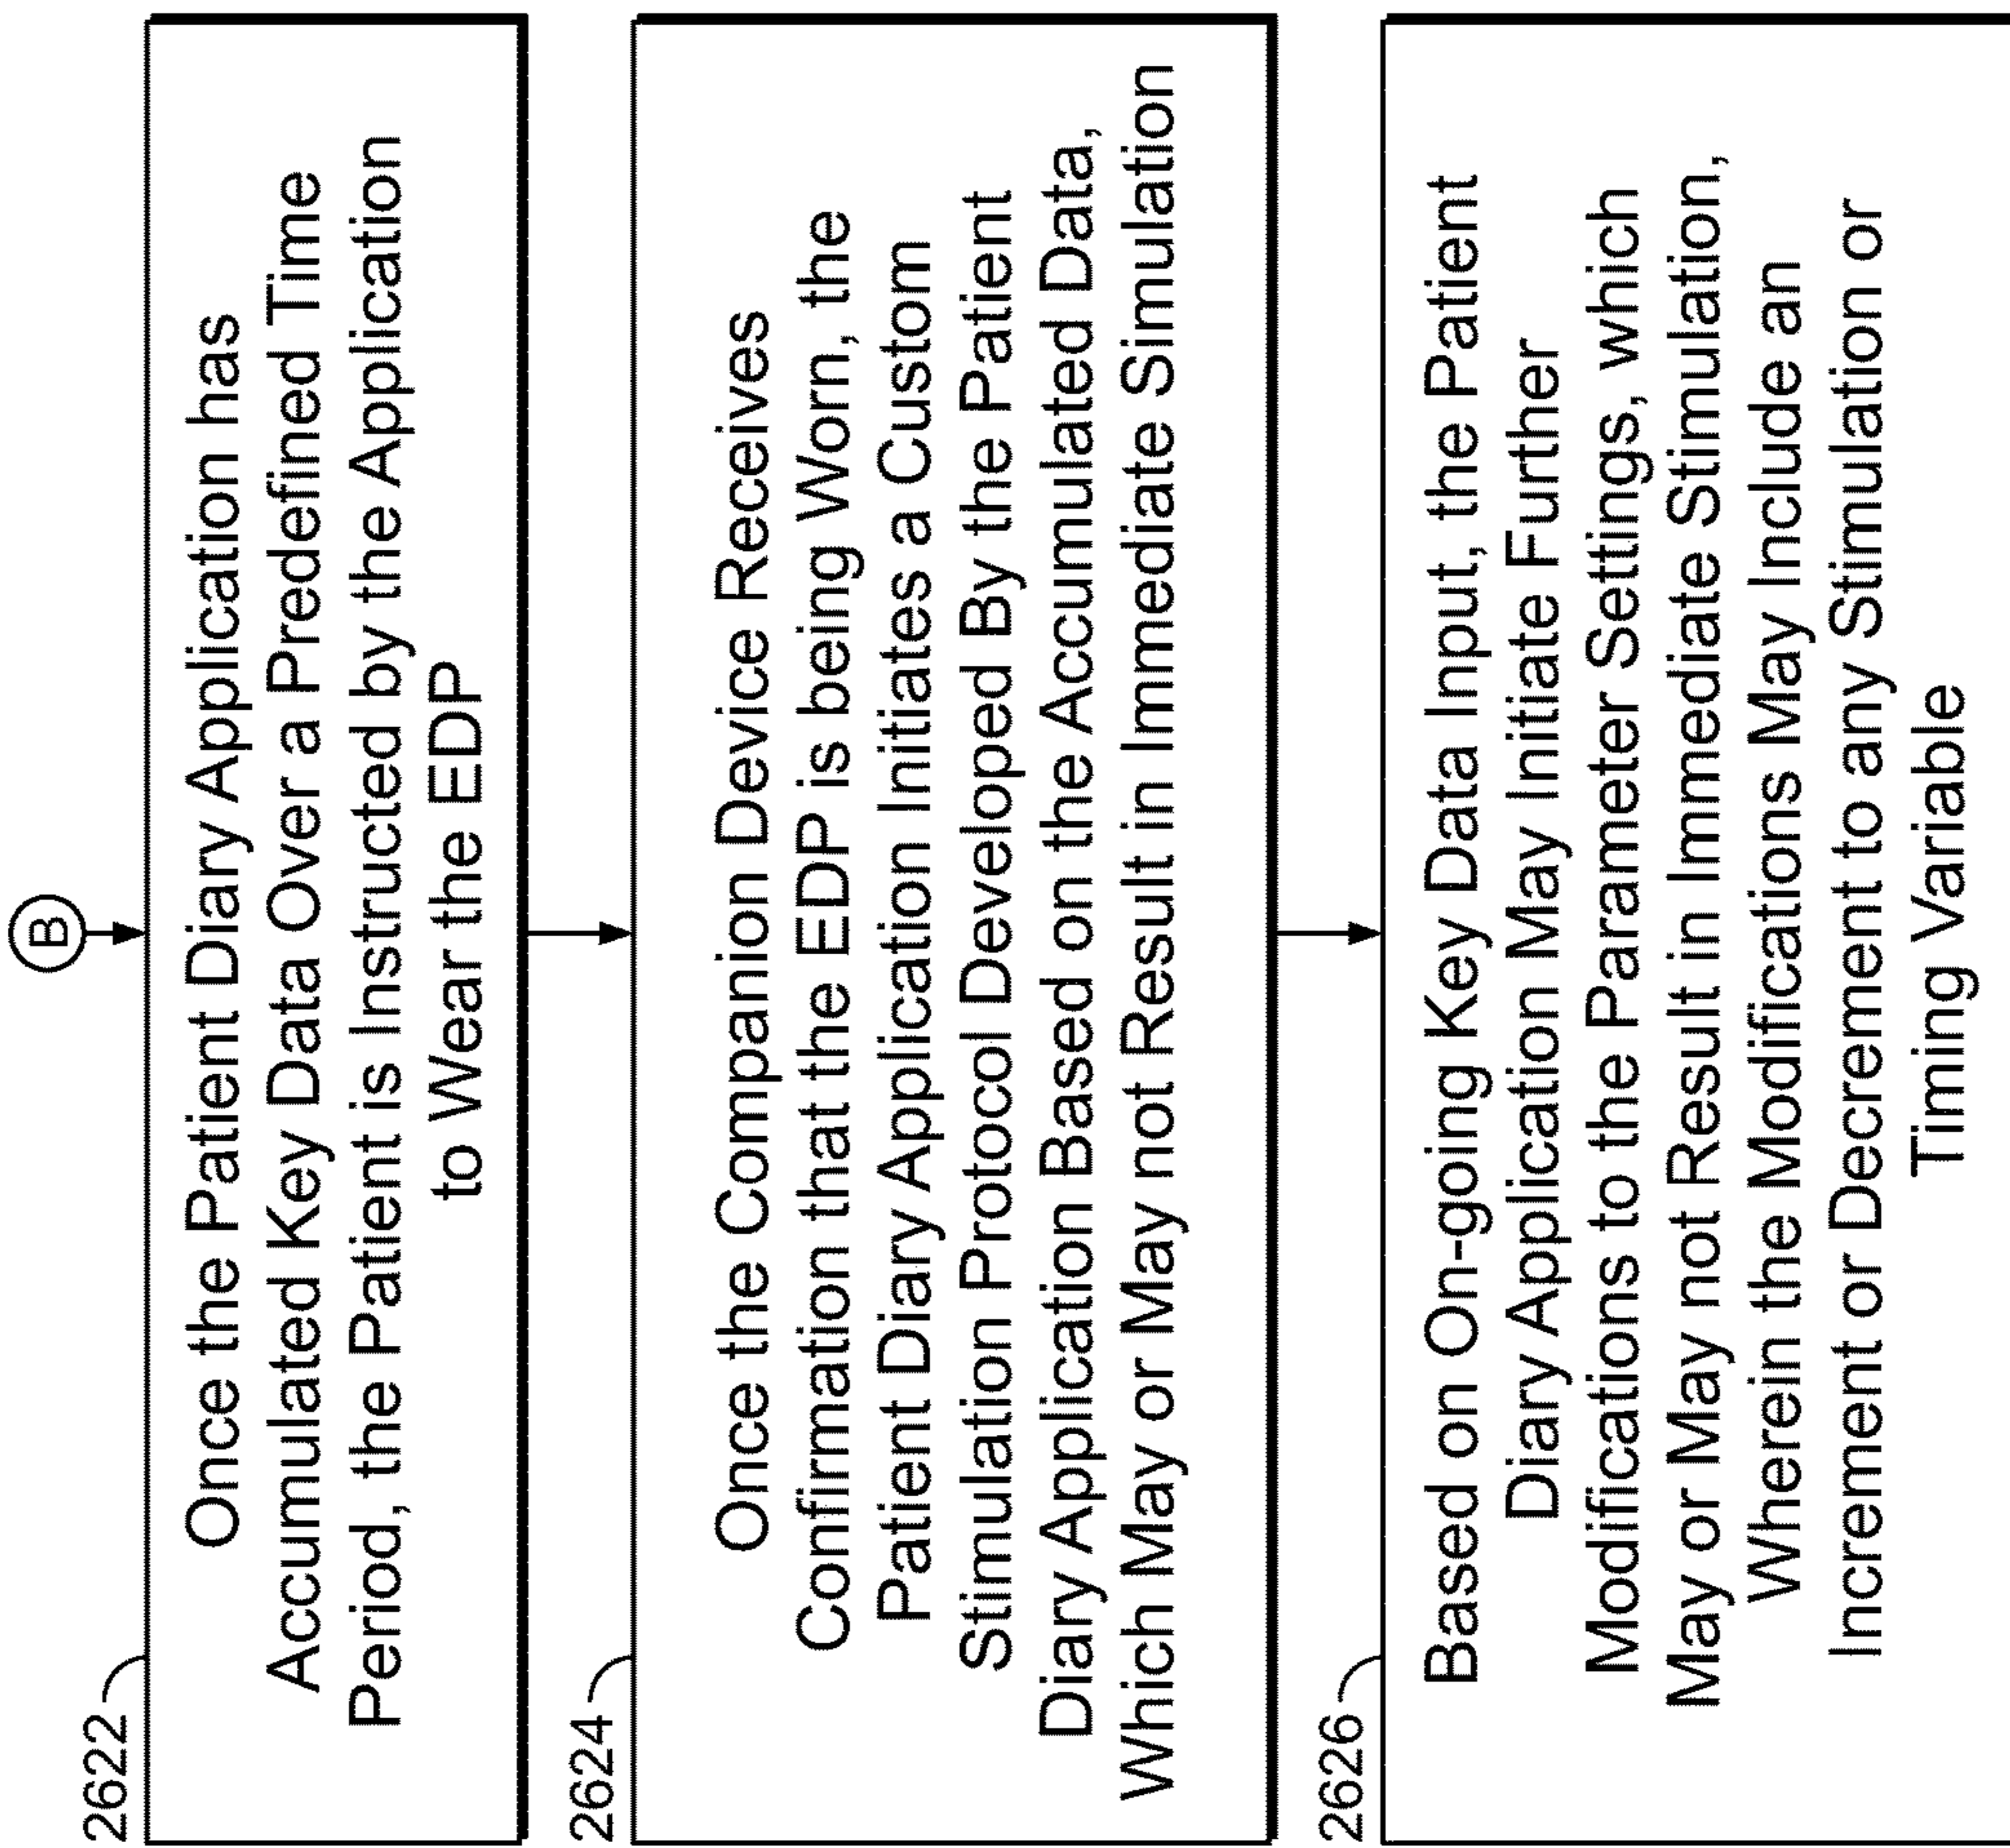 B
2622
Once the Patient Diary Application has
Accumulated Key Data Over a Predefined Time
Period, the Patient is Instructed by the Application
to Wear the EDP
2624
Once the Companion Device Receives
Confirmation that the EDP is being Worn, the
Patient Diary Application Initiates a Custom
Stimulation Protocol Developed By the Patient
Diary Application Based on the Accumulated Data,
Which May or May not Result in Immediate Simulation
2626
Based on On-going Key Data Input, the Patient
Diary Application May Initiate Further
Modifications to the Parameter Settings, which
May or May not Result in Immediate Stimulation,
Wherein the Modifications May Include an
Increment or Decrement to any Stimulation or
Timing Variable